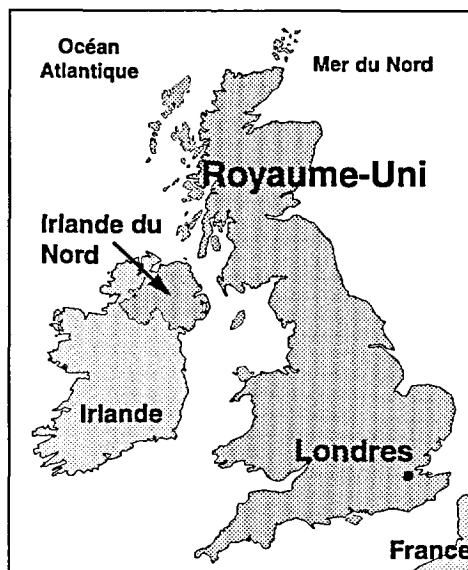 Océan
Atlantique
Mer du Nord
Royaume-Uni
Irlande du
Nord
Irlande
Londres
France